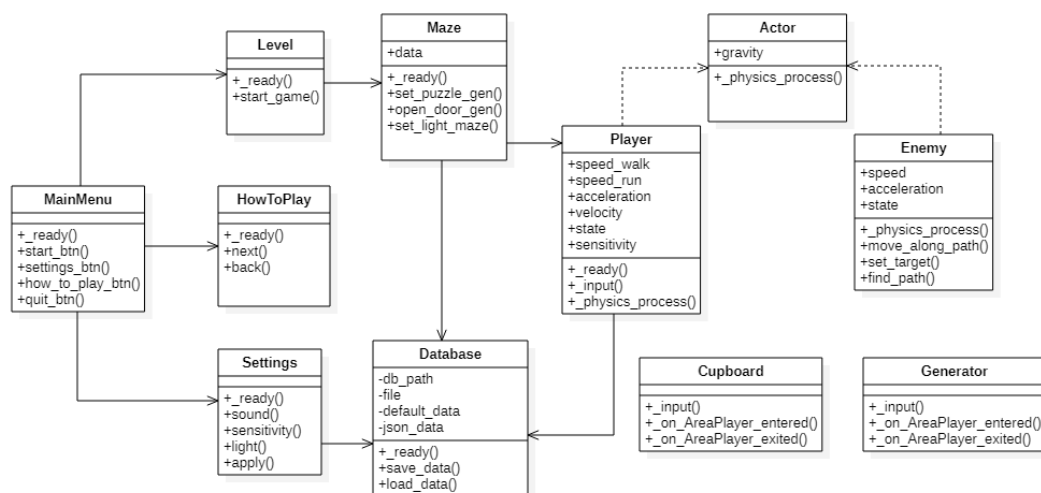 Level
+_ready()
+start_game()
Maze
+data
+_ready()
+set_puzzle_gen()
+open_door_gen()
+set_light_maze()
Actor
+gravity
+_physics_process()
Player
+speed_walk
+speed_run
+acceleration
+velocity
+state
+sensitivity
+_ready()
+_input()
+_physics_process()
Enemy
+speed
+acceleration
+state
+_physics_process()
+move_along_path()
+set_target()
+find_path()
MainMenu
+_ready()
+start_btn()
+settings_btn()
+how_to_play_btn()
+quit_btn()
HowToPlay
+_ready()
+next()
+back()
Settings
+_ready()
+sound()
+sensitivity()
+light()
+apply()
Database
-db_path
-file
-default_data
-json_data
+_ready()
+save_data()
+load_data()
Cupboard
+_input()
+_on_AreaPlayer_entered()
+_on_AreaPlayer_exited()
Generator
+_input()
+_on_AreaPlayer_entered()
+_on_AreaPlayer_exited()